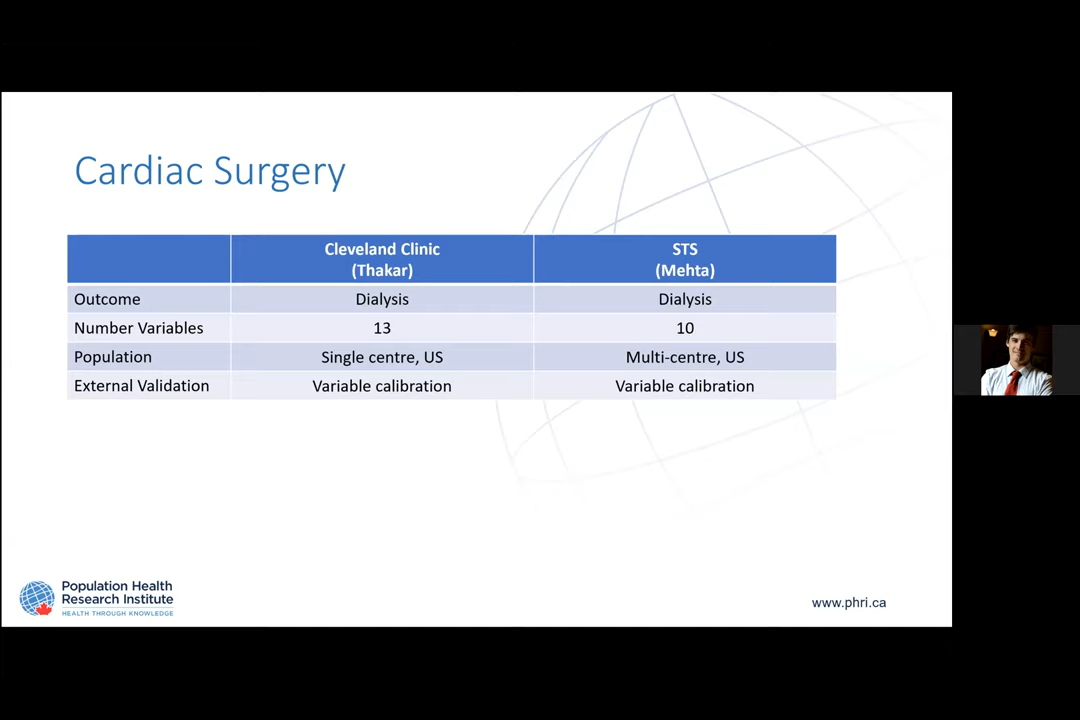 Cardiac Surgery
Cleveland Clinic
(Thakar)
STS
(Mehta)
Outcome Dialysis Dialysis
Number Variables 13 10
Population Single centre, US Multi-centre, US
External Validation Variable calibration Variable calibration
Population Health
Research Institute
HEALTH THROUGH KNOWLEDGE
www.phri.ca